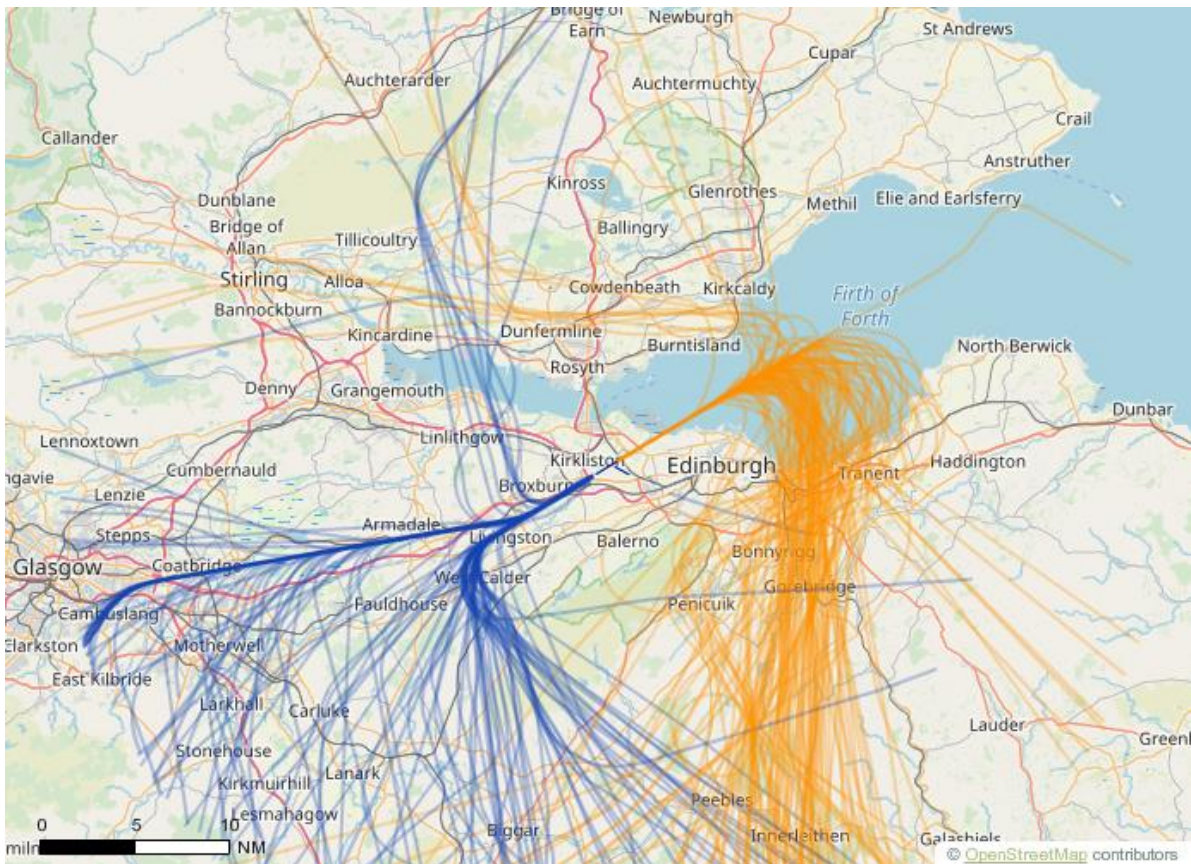 Bridge of
Earn
Newburgh
St Andrews
Cupar
Auchterarder
Auchtermuchty
Crail
Callander
Anstruther
Kinross
Glenrothes
Elie and Earlsferry
Dunblane
Methil
Bridge of
Allan
Ballingry
Tillicoultry
Stirling
Alloa
Cowdenbeath
Kirkcaldy
Firth of
Forth
Bannockburn
Kincardine
Dunfermline
Burntisland
North Berwick
Rosyth
Denny
Grangemouth
Dunbar
Lennoxtown
Linlithgow
Kirkliston
Edinburgh
Haddington
Cumbernauld
Tranent
ngavie
Lenzie
Broxburn
Armadale
Stepps
Livingston
Balerno
Bonnyrigg
Glasgow
Coatbridge
West Calder
Gorebridge
Cambuslang
Fauldhouse
Penicuik
Clarkston
Motherwell
East Kilbride
Larkhall
Carluke
Lauder
Stonehouse
Greenl
Kirkmuirhill
Lanark
Peebles
Lesmahagow
0 5 10
miln
NM
Biggar
Innerleithen
Galashiels
© OpenStreetMap contributors